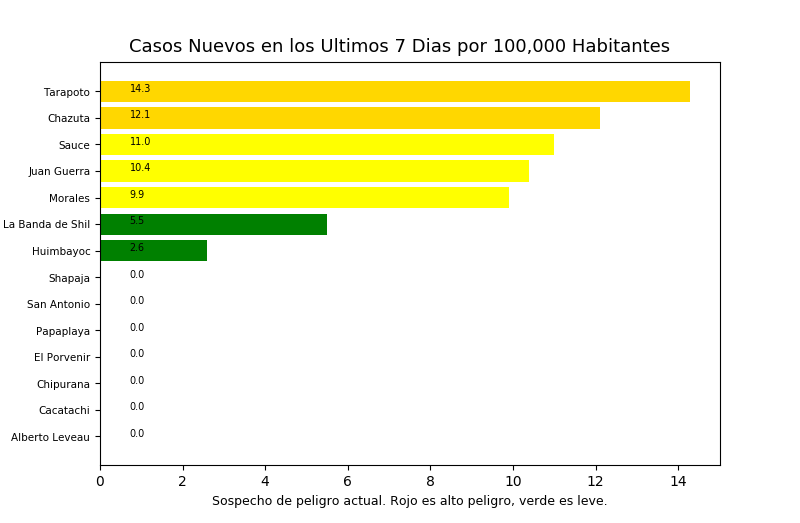 Casos Nuevos en los Ultimos 7 Dias por 100,000 Habitantes
Tarapoto 14.3
Chazuta 12.1
Sauce 11.0
Juan Guerra 10.4
Morales 9.9
La Banda de Shil 5.5
Huimbayoc 2.6
Shapaja 0.0
San Antonio 0.0
Papaplaya 0.0
El Porvenir 0.0
Chipurana 0.0
Cacatachi 0.0
Alberto Leveau 0.0
0 2 4 6 8 10 12 14
Sospecho de peligro actual. Rojo es alto peligro, verde es leve.